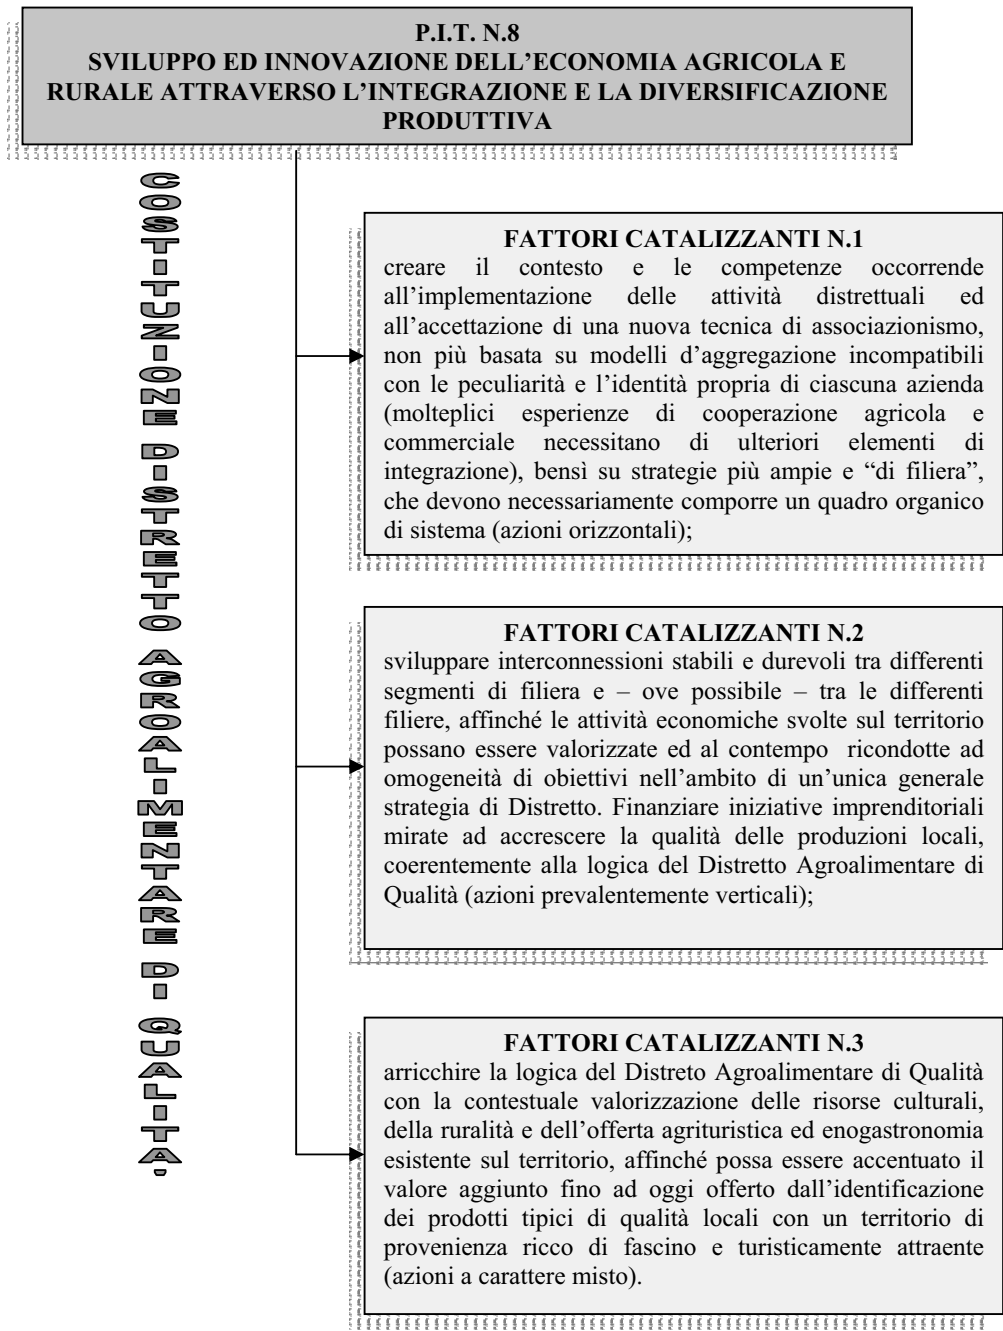 P.I.T. N.8
SVILUPPO ED INNOVAZIONE DELL’ECONOMIA AGRICOLA E
RURALE ATTRAVERSO L’INTEGRAZIONE E LA DIVERSIFICAZIONE
PRODUTTIVA
COSTITUZIONE DISTRETTO AGROALIMENTARE DI QUALITA'
FATTORI CATALIZZANTI N.1
creare il contesto e le competenze occorrende
all’implementazione delle attività distrettuali ed
all’accettazione di una nuova tecnica di associazionismo,
non più basata su modelli d’aggregazione incompatibili
con le peculiarità e l’identità propria di ciascuna azienda
(molteplici esperienze di cooperazione agricola e
commerciale necessitano di ulteriori elementi di
integrazione), bensì su strategie più ampie e “di filiera”,
che devono necessariamente comporre un quadro organico
di sistema (azioni orizzontali);
FATTORI CATALIZZANTI N.2
sviluppare interconnessioni stabili e durevoli tra differenti
segmenti di filiera e – ove possibile – tra le differenti
filiere, affinché le attività economiche svolte sul territorio
possano essere valorizzate ed al contempo ricondotte ad
omogeneità di obiettivi nell’ambito di un’unica generale
strategia di Distretto. Finanziare iniziative imprenditoriali
mirate ad accrescere la qualità delle produzioni locali,
coerentemente alla logica del Distretto Agroalimentare di
Qualità (azioni prevalentemente verticali);
FATTORI CATALIZZANTI N.3
arricchire la logica del Distreto Agroalimentare di Qualità
con la contestuale valorizzazione delle risorse culturali,
della ruralità e dell’offerta agrituristica ed enogastronomia
esistente sul territorio, affinché possa essere accentuato il
valore aggiunto fino ad oggi offerto dall’identificazione
dei prodotti tipici di qualità locali con un territorio di
provenienza ricco di fascino e turisticamente attraente
(azioni a carattere misto).